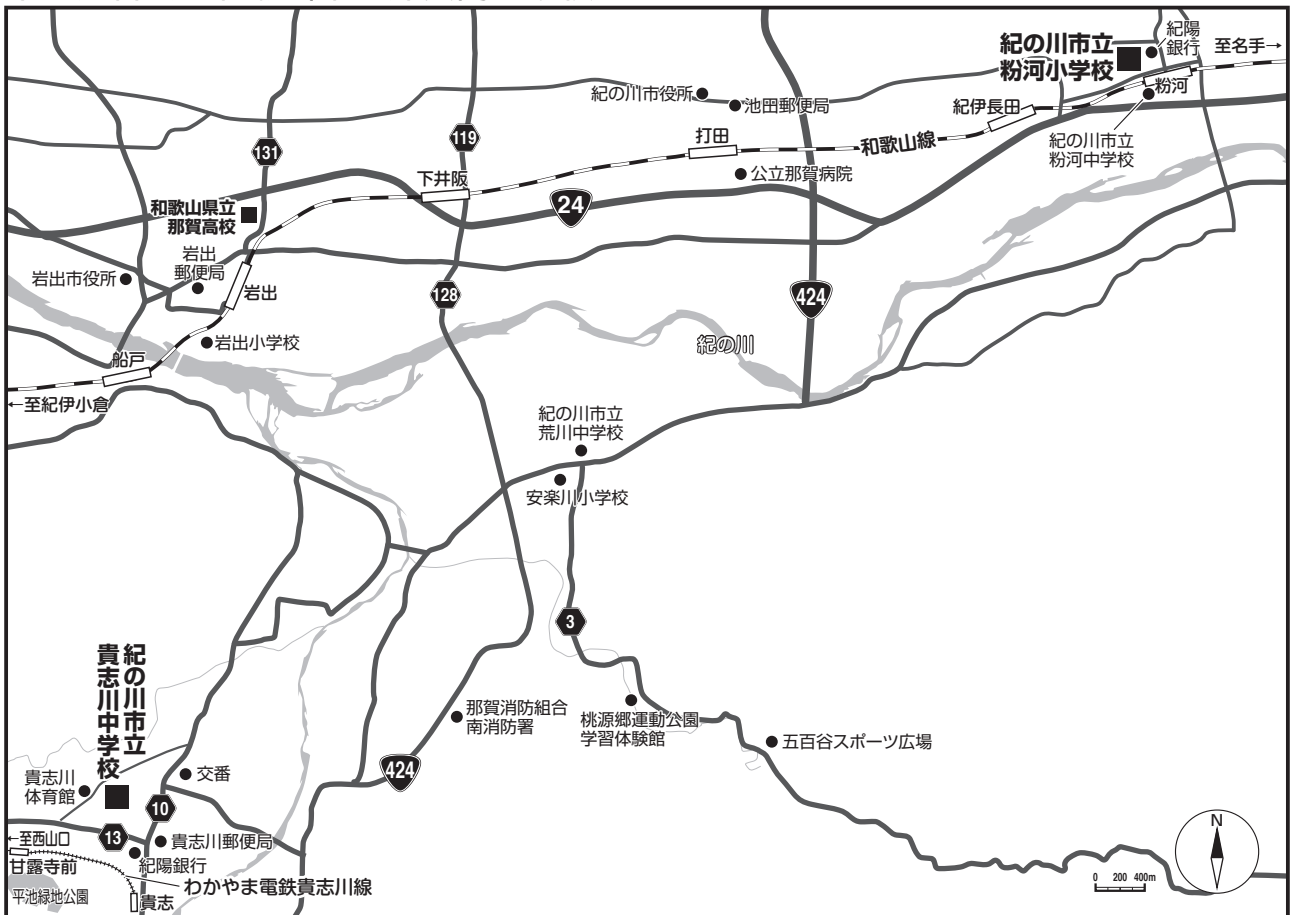 紀の川市立
粉河小学校
紀陽
銀行
至名手→
粉河
紀の川市役所
池田郵便局
紀伊長田
紀の川市立
粉河中学校
119
131
打田
和歌山線
公立那賀病院
下井阪
24
和歌山県立
那賀高校
岩出
郵便局
岩出市役所
岩出
128
424
岩出小学校
紀の川
船戸
←至紀伊小倉
紀の川市立
荒川中学校
安楽川小学校
3
紀の川市立
貴志川中学校
那賀消防組合
南消防署
桃源郷運動公園
学習体験館
五百谷スポーツ広場
424
交番
貴志川
体育館
10
13
←至西山口
貴志川郵便局
甘露寺前
紀陽銀行
わかやま電鉄貴志川線
平池緑地公園
貴志
N
0 200 400m